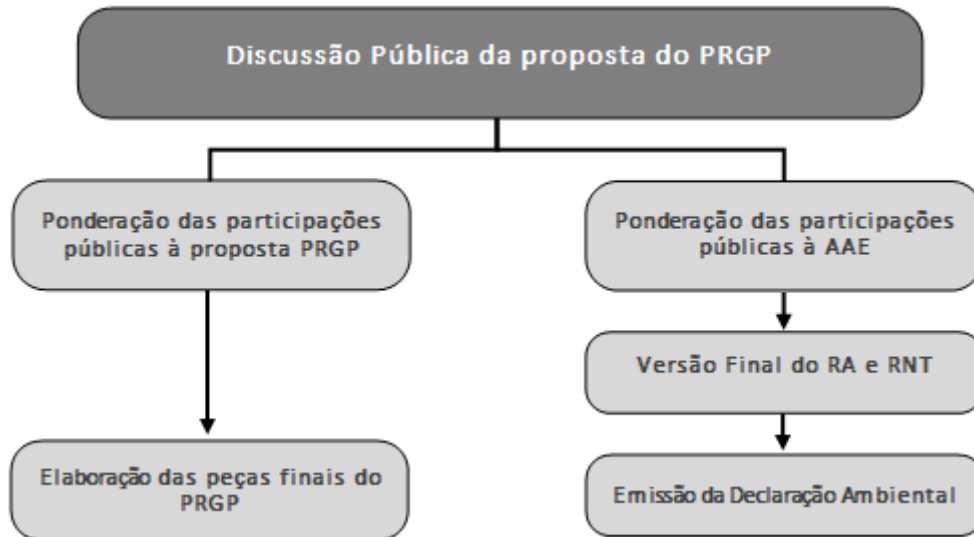 Discussão Pública da proposta do PRGP
Ponderação das participações
públicas à proposta PRGP
Ponderação das participações
públicas à AAE
Versão Final do RA e RNT
Elaboração das peças finais do
PRGP
Emissão da Declaração Ambiental